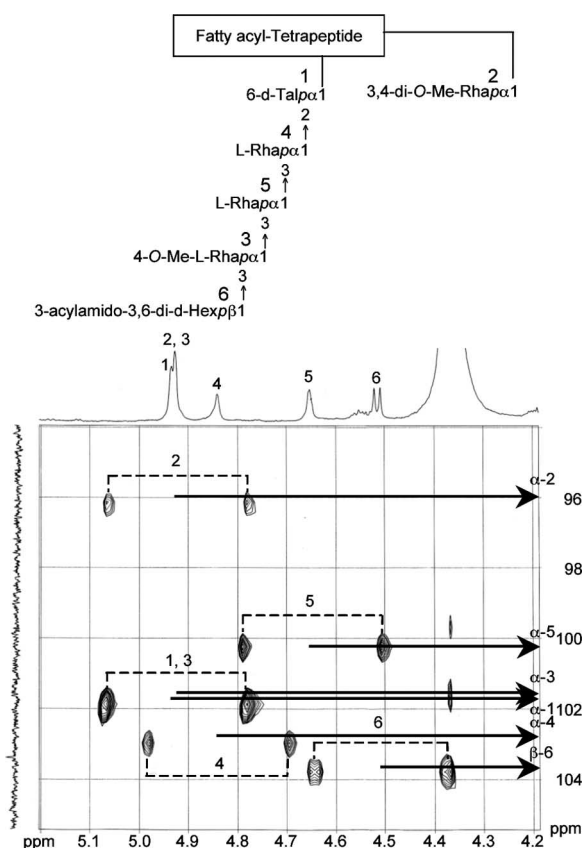 Fatty acyl-Tetrapeptide
1 2
6-d-Talpα1 3,4-di-O-Me-Rhapα1
2
4 ↑
L-Rhapα1
3
5 ↑
L-Rhapα1
3
3 ↑
4-O-Me-L-Rhapα1
3
6 ↑
3-acylamido-3,6-di-d-Hexpβ1
2, 3
1 4 5 6
2 α-2
96
98
5 α-5
100
1, 3 α-3
α-1 102
α-4
6
4 β-6
104
ppm 5.1 5.0 4.9 4.8 4.7 4.6 4.5 4.4 4.3 4.2 ppm